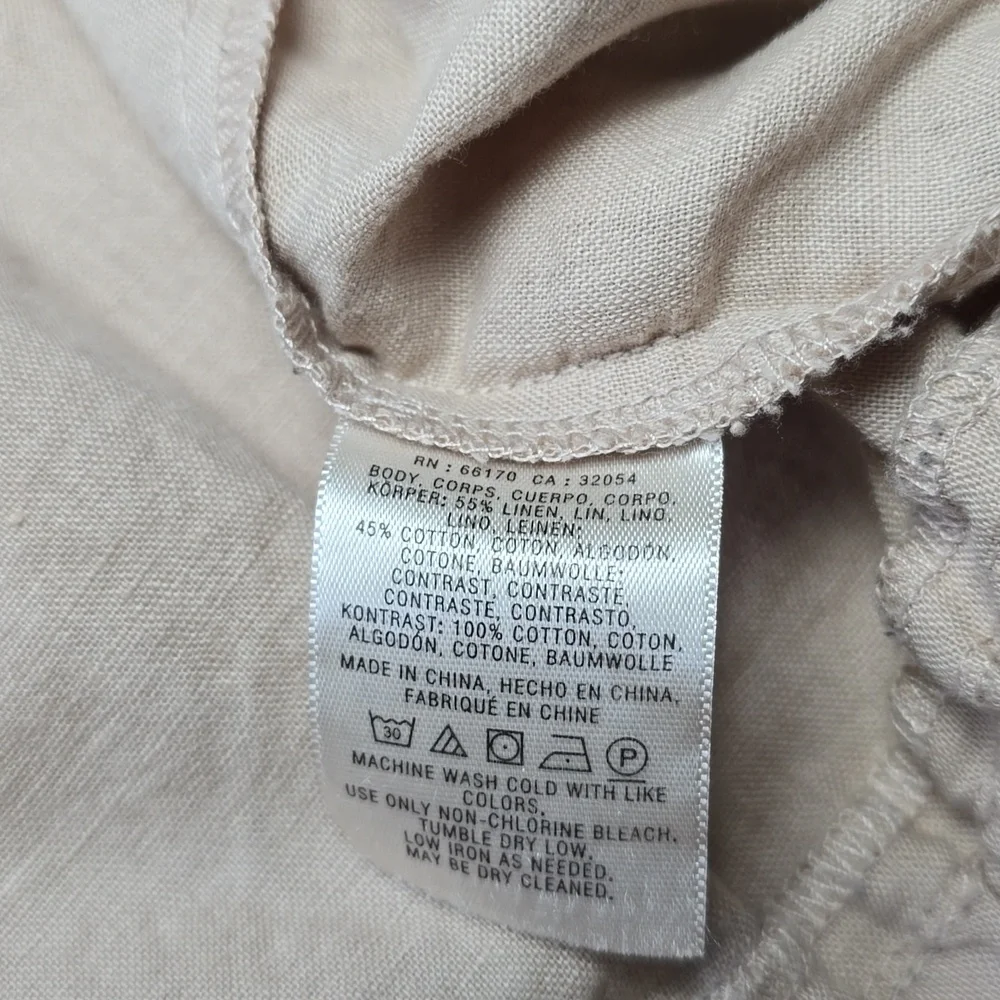 RN : 66170 CA : 32054
BODY, CORPS, CUERPO, CORPO,
KÖRPER: 55% LINEN, LIN, LINO,
LINO, LEINEN;
45% COTTON, COTON, ALGODÓN,
COTONE, BAUMWOLLE;
CONTRAST, CONTRASTE,
CONTRASTE, CONTRASTO,
KONTRAST: 100% COTTON, COTON,
ALGODÓN, COTONE, BAUMWOLLE
MADE IN CHINA, HECHO EN CHINA,
FABRIQUÉ EN CHINE
30 P
MACHINE WASH COLD WITH LIKE
COLORS.
USE ONLY NON-CHLORINE BLEACH.
TUMBLE DRY LOW.
LOW IRON AS NEEDED.
MAY BE DRY CLEANED.